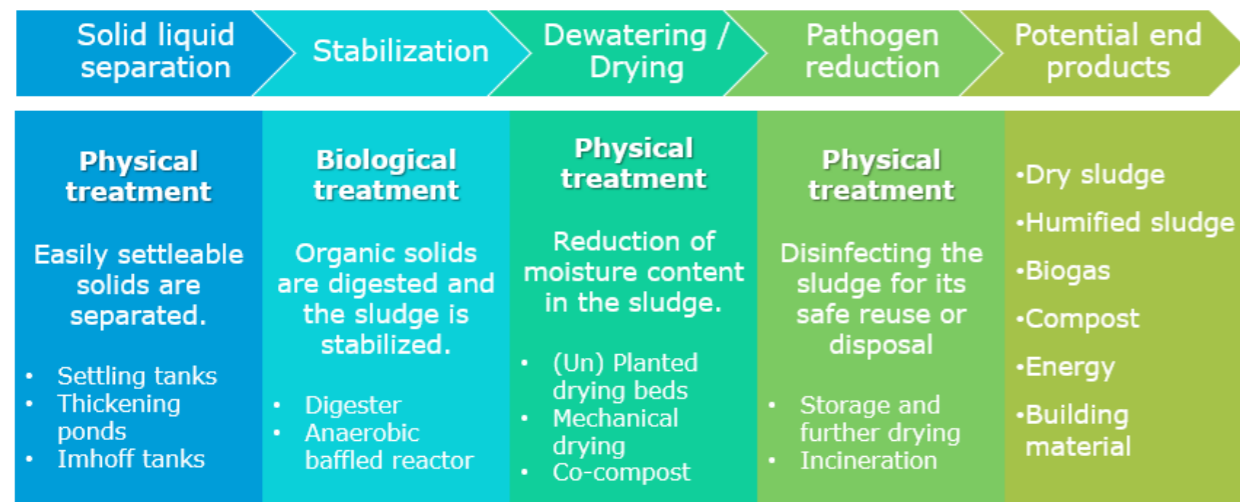 Solid liquid
separation
Stabilization
Dewatering /
Drying
Pathogen
reduction
Potential end
products
Physical
treatment
Easily settleable
solids are
separated.
• Settling tanks
• Thickening
ponds
• Imhoff tanks
Biological
treatment
Organic solids
are digested and
the sludge is
stabilized.
• Digester
• Anaerobic
baffled reactor
Physical
treatment
Reduction of
moisture content
in the sludge.
• (Un) Planted
drying beds
• Mechanical
drying
• Co-compost
Physical
treatment
Disinfecting the
sludge for its
safe reuse or
disposal
• Storage and
further drying
• Incineration
•Dry sludge
•Humified sludge
•Biogas
•Compost
•Energy
•Building
material